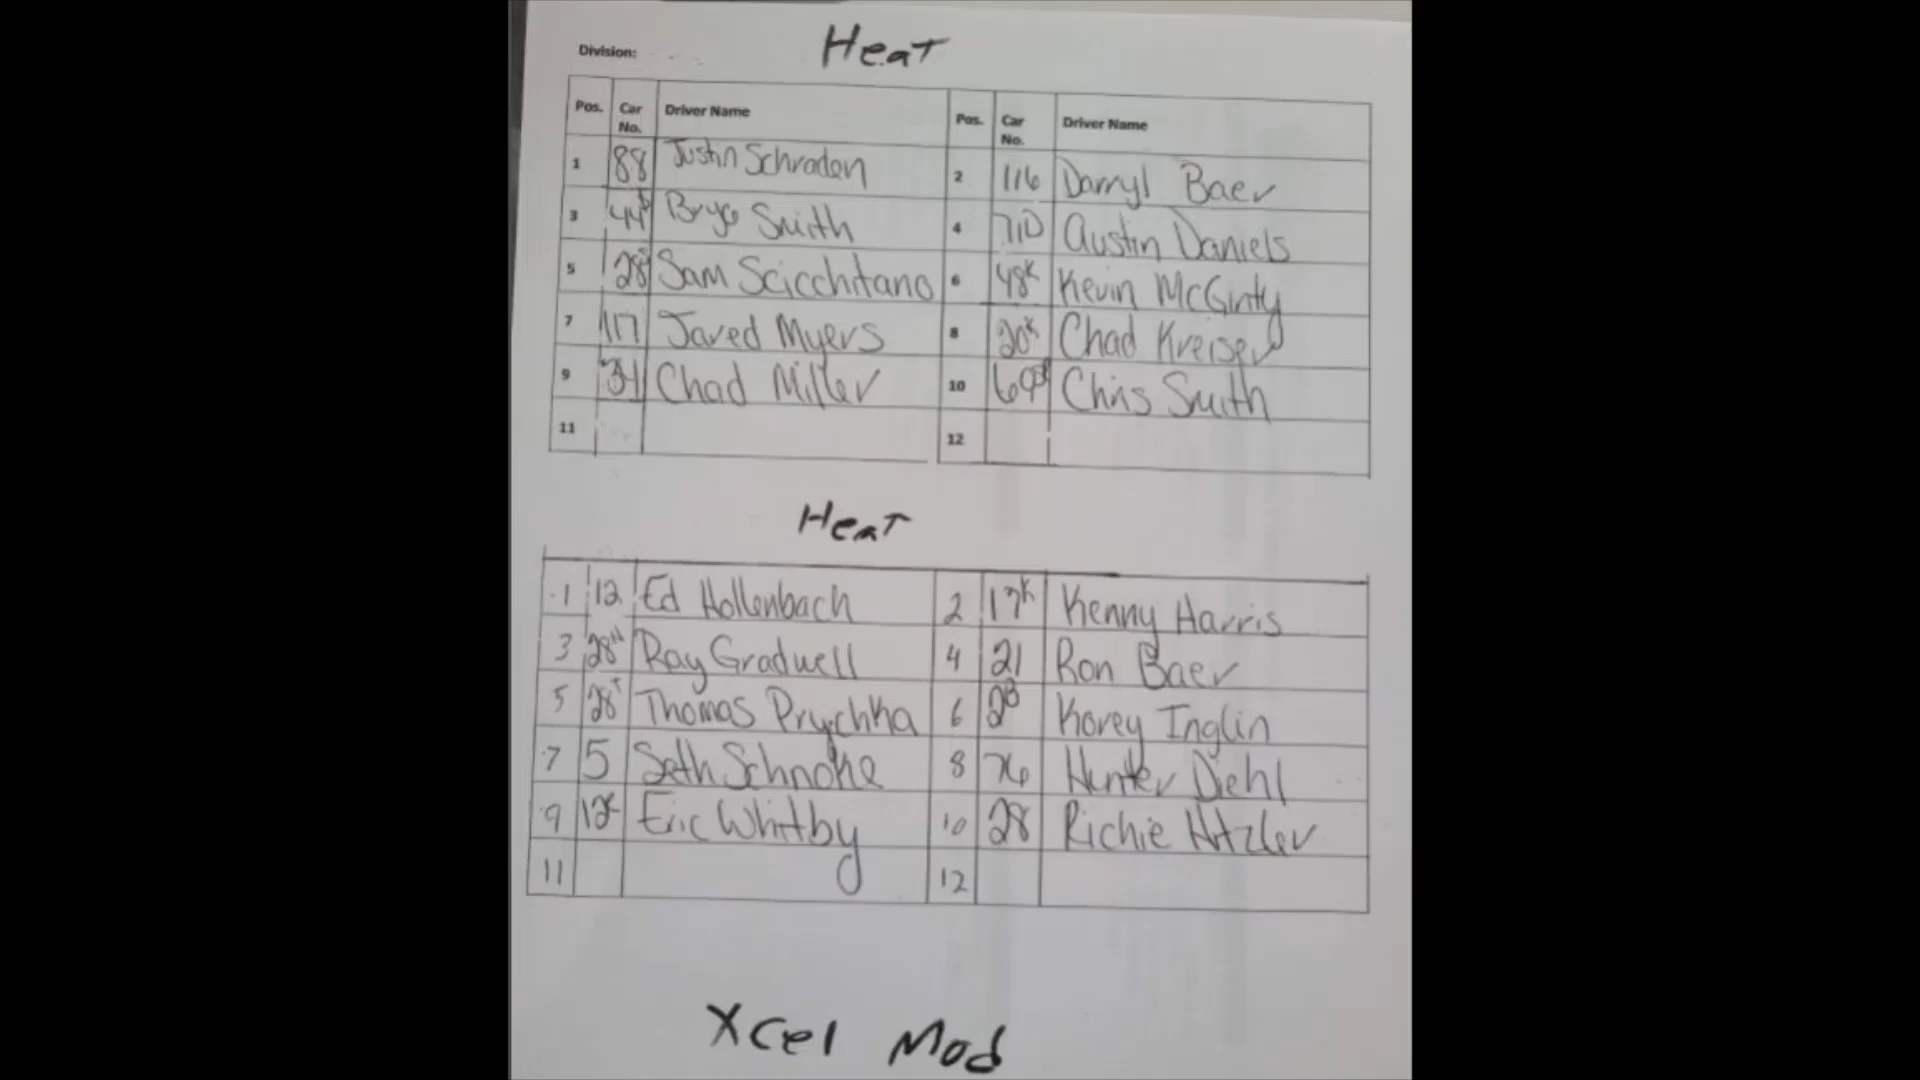 Heat
Division:
Pos. Car No. Driver Name Pos. Car No. Driver Name
1 88 Justin Schraden 2 116 Darryl Baer
3 44 Bryce Smith 4 71D Austin Daniels
5 28 Sam Scicchitano 6 48K Kevin McGinty
7 117 Jared Myers 8 20K Chad Kreiser
9 34 Chad Miller 10 Chris Smith
11 12
Heat
1 12 Ed Hollenbach 2 17K Kenny Harris
3 Ray Gradwell 4 21 Ron Baer
5 28T Thomas Prychka 6 2B Korey Inglin
7 5 Seth Schnoke 8 76 Hunter Diehl
9 Eric Whitby 10 28 Richie Hitzler
11 12
Xcel Mod